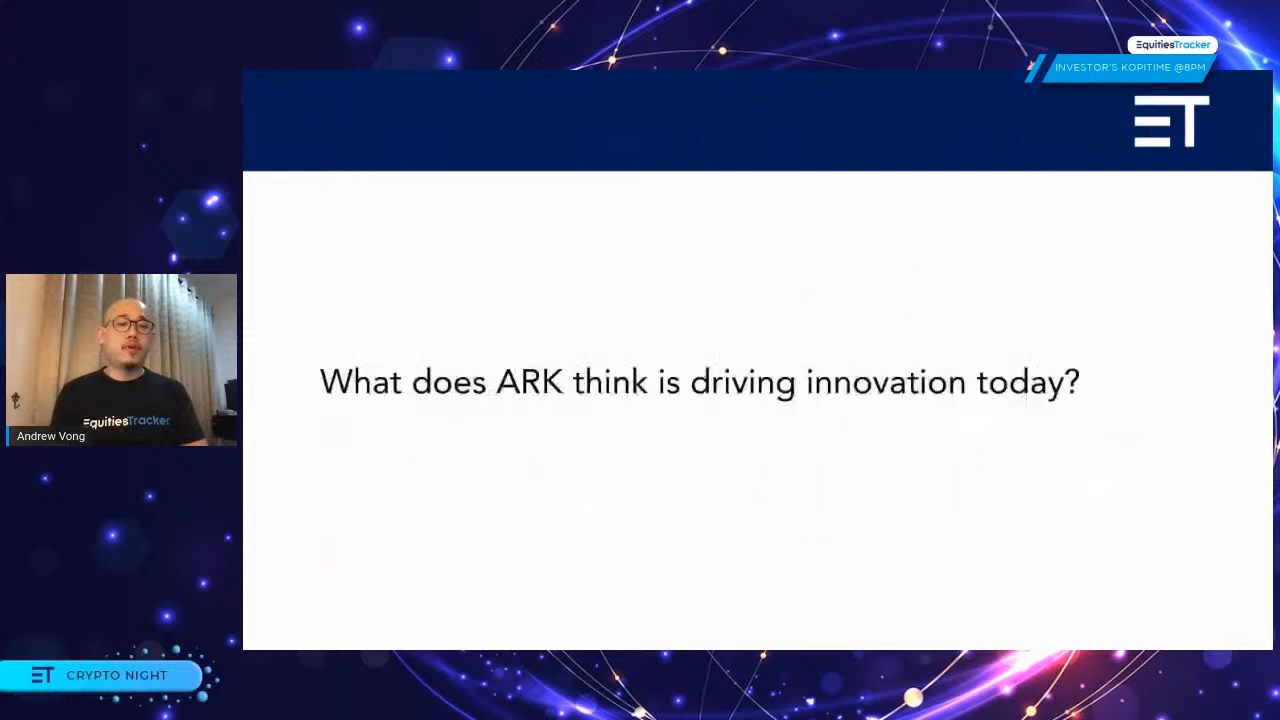 EquitiesTracker
INVESTOR'S KOPITIME @8PM
ET
What does ARK think is driving innovation today?
EquitiesTracker
Andrew Vong
ET CRYPTO NIGHT